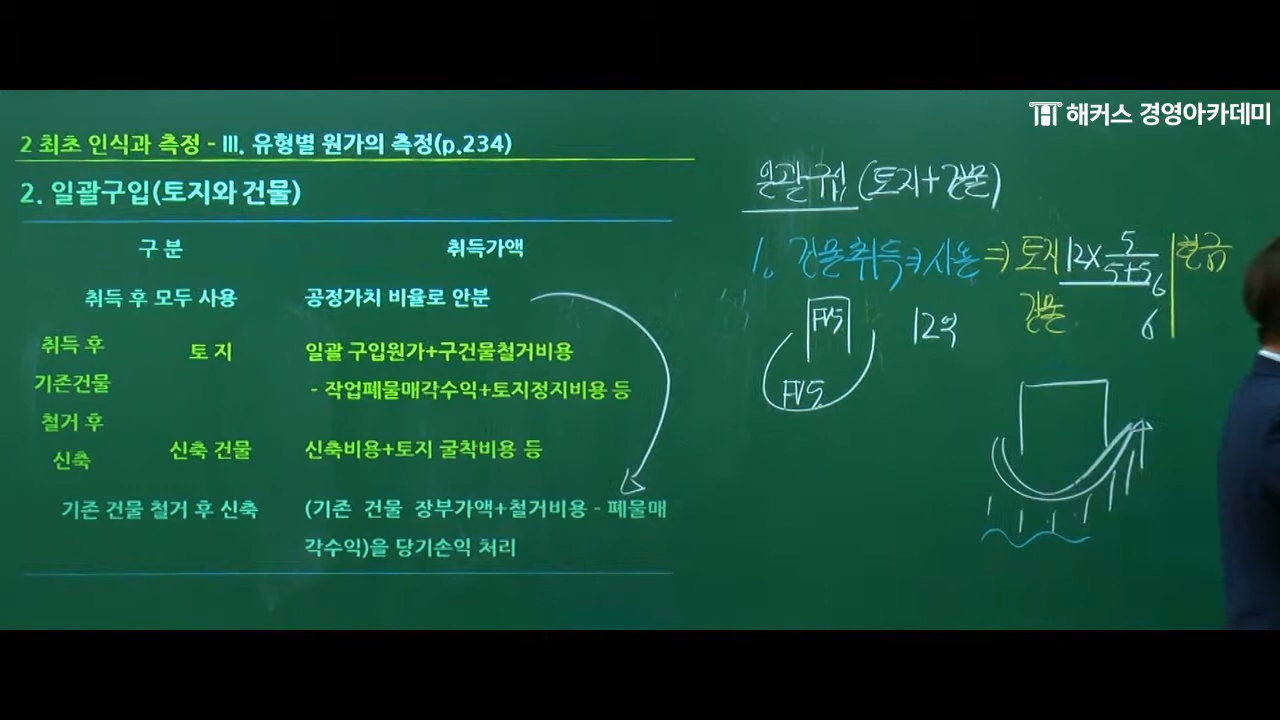 해커스 경영아카데미
2 최초 인식과 측정 - III. 유형별 원가의 측정(p.234)
2. 일괄구입(토지와 건물)
구 분 취득가액
취득 후 모두 사용 공정가치 비율로 안분
취득 후 기존건물 철거 후 신축
토 지 일괄 구입원가+구건물철거비용
- 작업폐물매각수익+토지정지비용 등
신축 건물 신축비용+토지 굴착비용 등
기존 건물 철거 후 신축 (기존 건물 장부가액+철거비용 - 폐물매
각수익)을 당기손익 처리
일괄구입 (토지+건물)
1. 건물취득⇒사용 ⇒ 토지 12× 5/(5+5) 6 현금
건물 6
FV5 12억
FV5